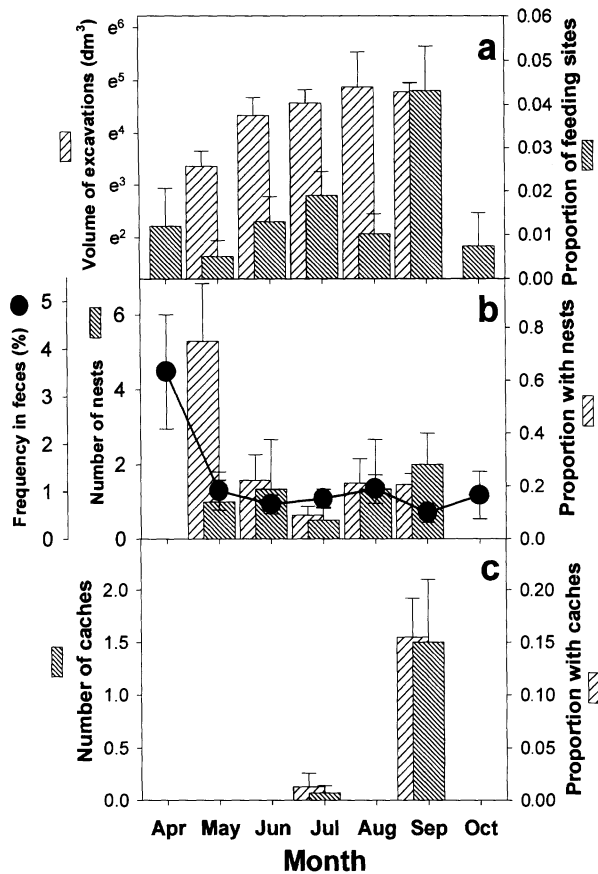 a
Volume of excavations (dm³)
e⁶
e⁵
e⁴
e³
e²
0.06
0.05
0.04
0.03
0.02
0.01
0.00
Proportion of feeding sites
b
Frequency in feces (%)
5
4
3
2
1
0
Number of nests
6
4
2
0
0.8
0.6
0.4
0.2
0.0
Proportion with nests
c
Number of caches
2.0
1.5
1.0
0.5
0.0
0.20
0.15
0.10
0.05
0.00
Proportion with caches
Apr May Jun Jul Aug Sep Oct
Month